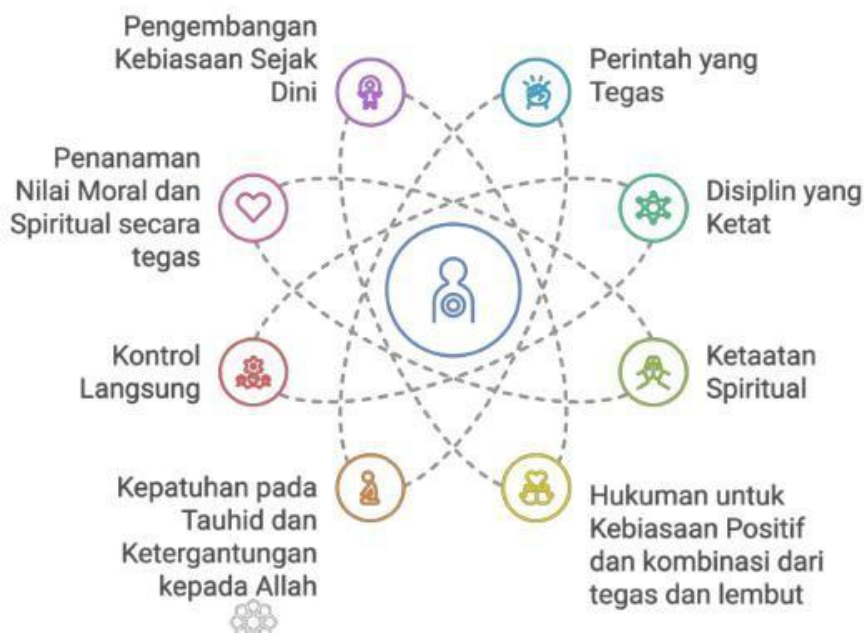 Pengembangan
Kebiasaan Sejak
Dini
Perintah yang
Tegas
Penanaman
Nilai Moral dan
Spiritual secara
tegas
Disiplin yang
Ketat
Kontrol
Langsung
Ketaatan
Spiritual
Kepatuhan pada
Tauhid dan
Ketergantungan
kepada Allah
Hukuman untuk
Kebiasaan Positif
dan kombinasi dari
tegas dan lembut